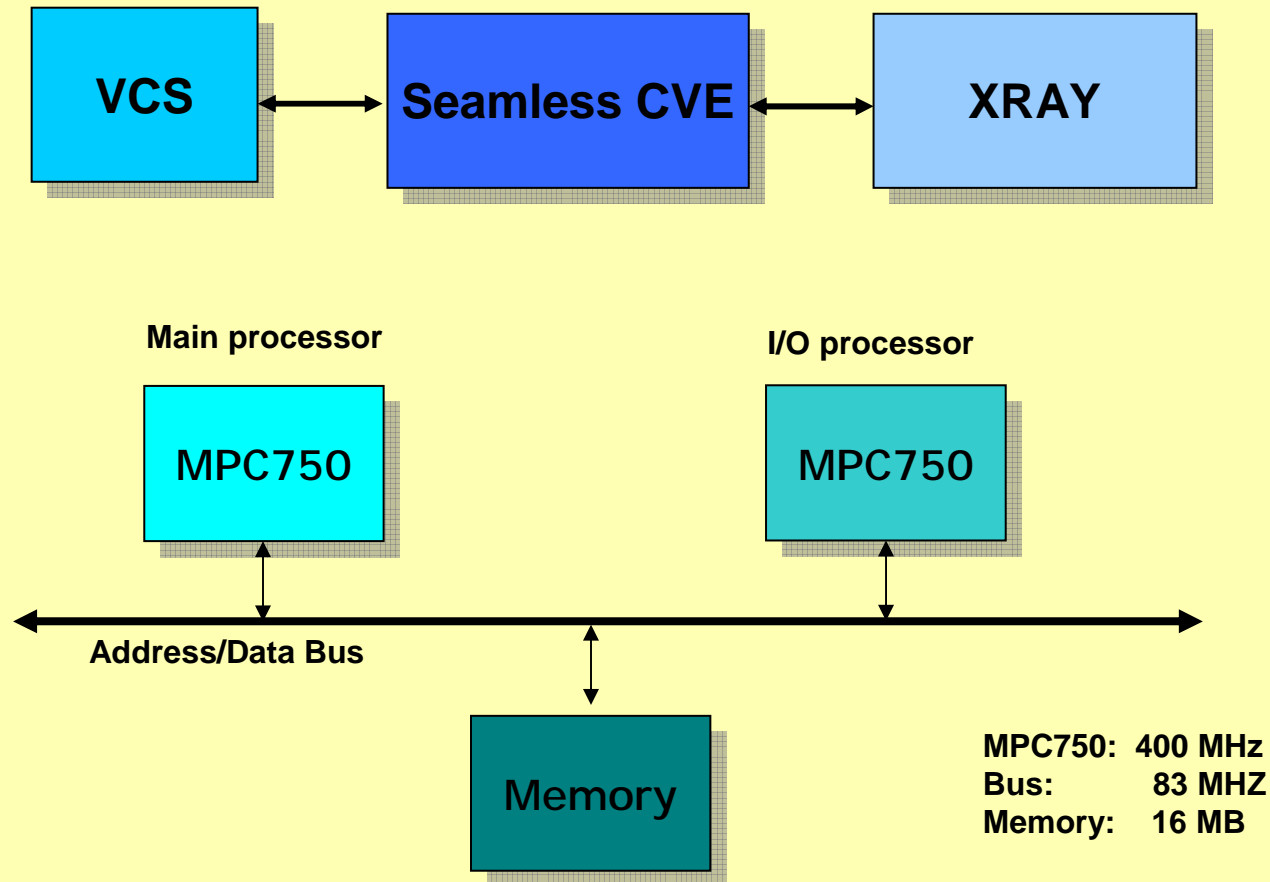 VCS
Seamless CVE
XRAY
Main processor
I/O processor
MPC750
MPC750
Address/Data Bus
Memory
MPC750: 400 MHz
Bus: 83 MHZ
Memory: 16 MB